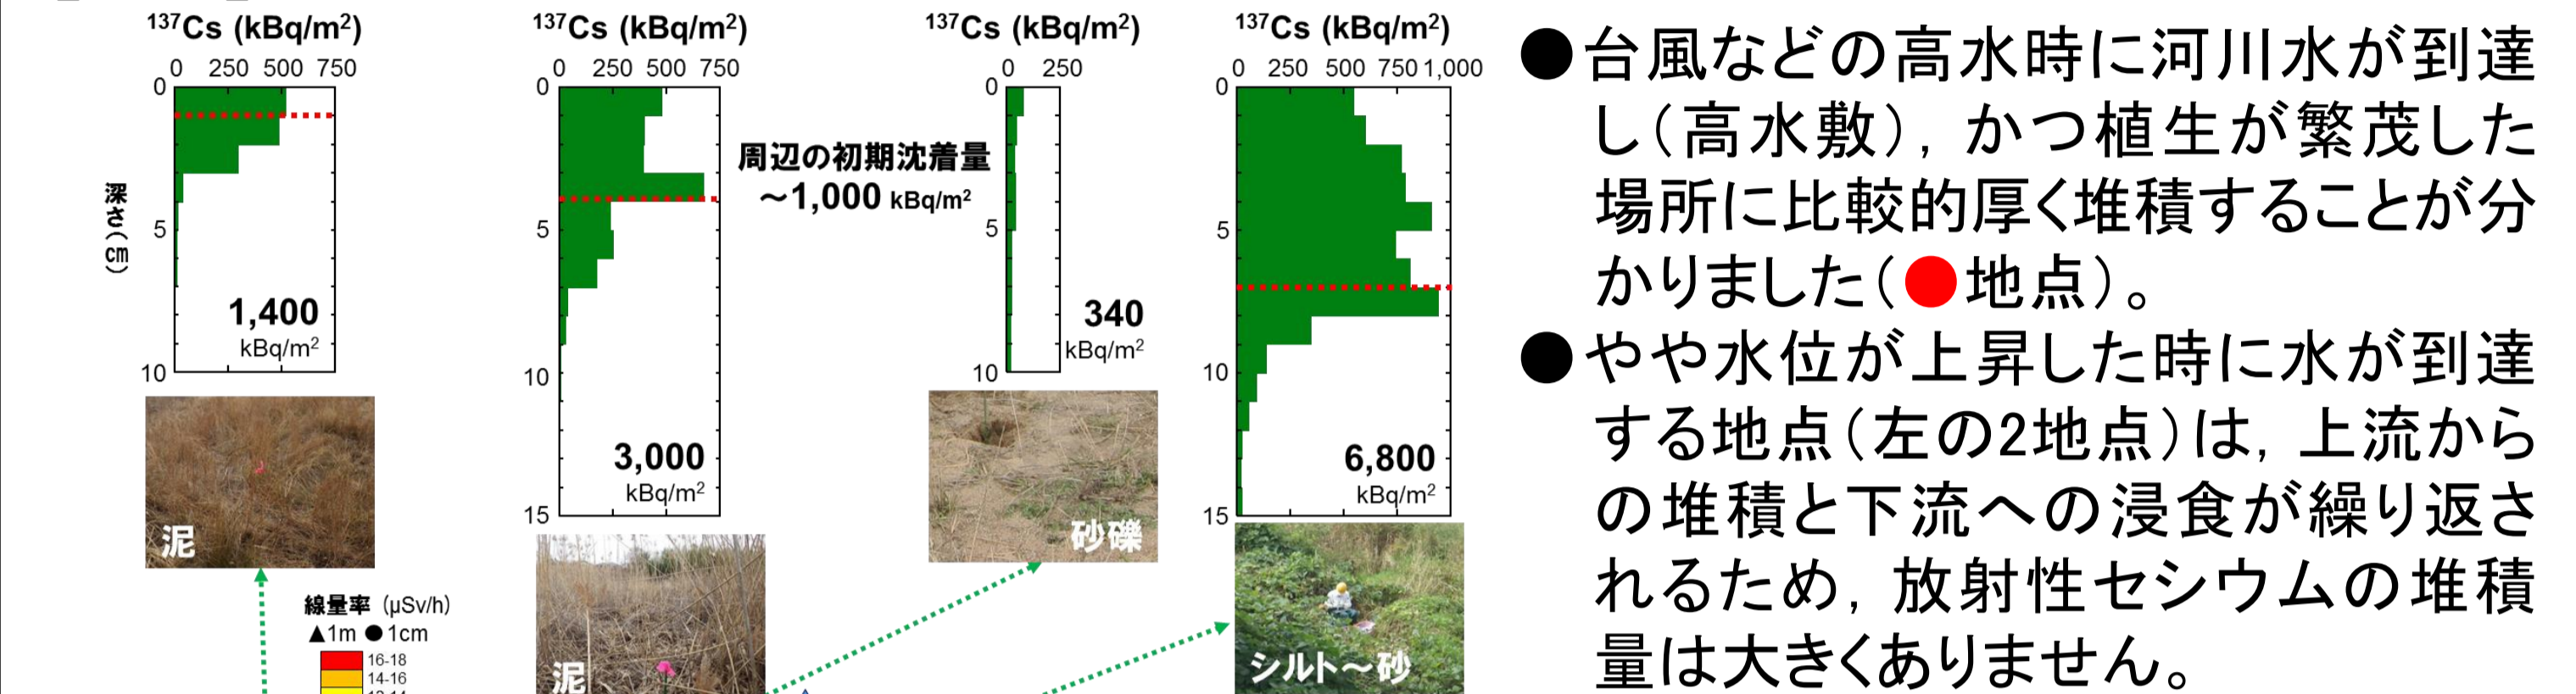 ¹³⁷Cs (kBq/m²)
0 250 500 750
0
5
10
深さ(㎝)
1,400
kBq/m²
泥
¹³⁷Cs (kBq/m²)
0 250 500 750
0
5
10
15
3,000
kBq/m²
泥
周辺の初期沈着量
～1,000 kBq/m²
¹³⁷Cs (kBq/m²)
0 250
0
5
10
340
kBq/m²
砂礫
¹³⁷Cs (kBq/m²)
0 250 500 750 1,000
0
5
10
15
6,800
kBq/m²
シルト～砂
線量率 (μSv/h)
▲1m ●1cm
16-18
14-16
●台風などの高水時に河川水が到達
し(高水敷)，かつ植生が繁茂した
場所に比較的厚く堆積することが分
かりました(●地点)。
●やや水位が上昇した時に水が到達
する地点(左の2地点)は，上流から
の堆積と下流への浸食が繰り返さ
れるため，放射性セシウムの堆積
量は大きくありません。